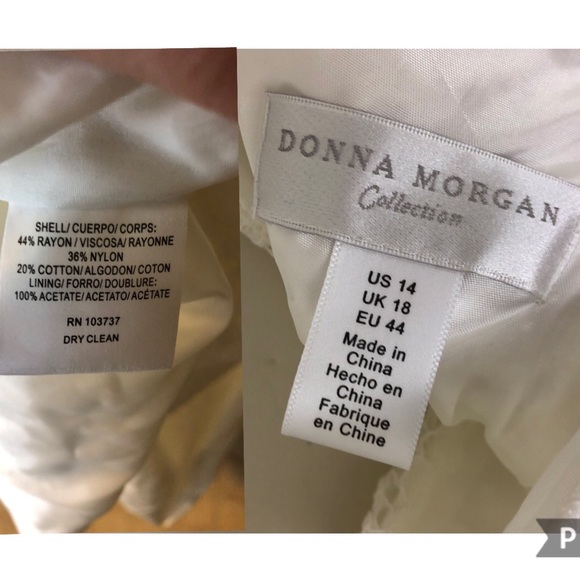 SHELL/ CUERPO/ CORPS:
44% RAYON / VISCOSA/ RAYONNE
36% NYLON
20% COTTON/ ALGODON/ COTON
LINING/ FORRO/ DOUBLURE:
100% ACETATE/ ACETATO/ ACÉTATE
RN 103737
DRY CLEAN
DONNA MORGAN
Collection
US 14
UK 18
EU 44
Made in
China
Hecho en
China
Fabrique
en Chine
P